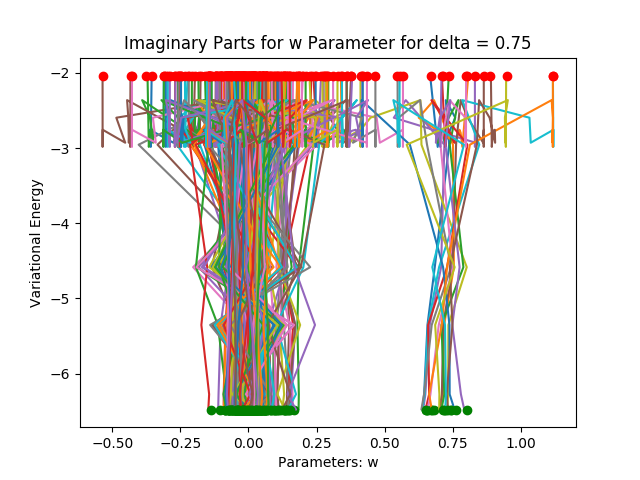 Imaginary Parts for w Parameter for delta = 0.75
Variational Energy
−2
−3
−4
−5
−6
−0.50 −0.25 0.00 0.25 0.50 0.75 1.00
Parameters: w